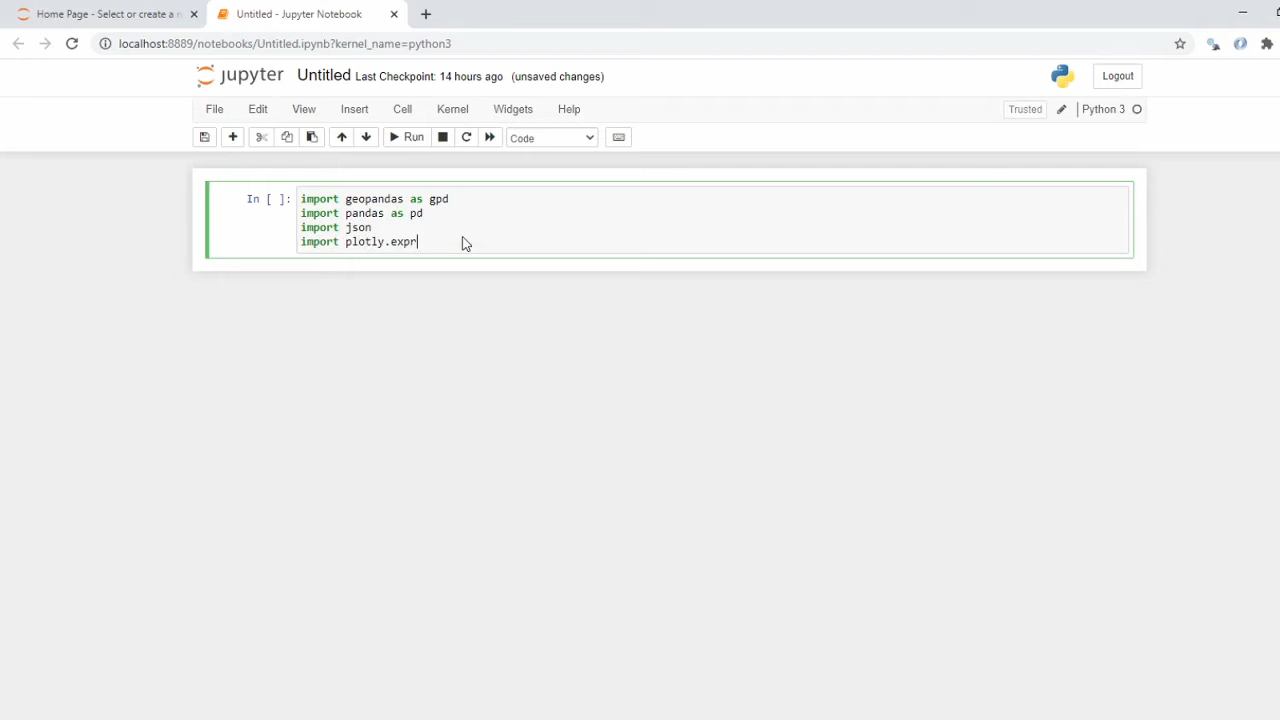 Home Page - Select or create a n
Untitled - Jupyter Notebook
localhost:8889/notebooks/Untitled.ipynb?kernel_name=python3
jupyter Untitled Last Checkpoint: 14 hours ago (unsaved changes) Logout
File Edit View Insert Cell Kernel Widgets Help Trusted Python 3
Run Code
In [ ]: import geopandas as gpd
import pandas as pd
import json
import plotly.expr